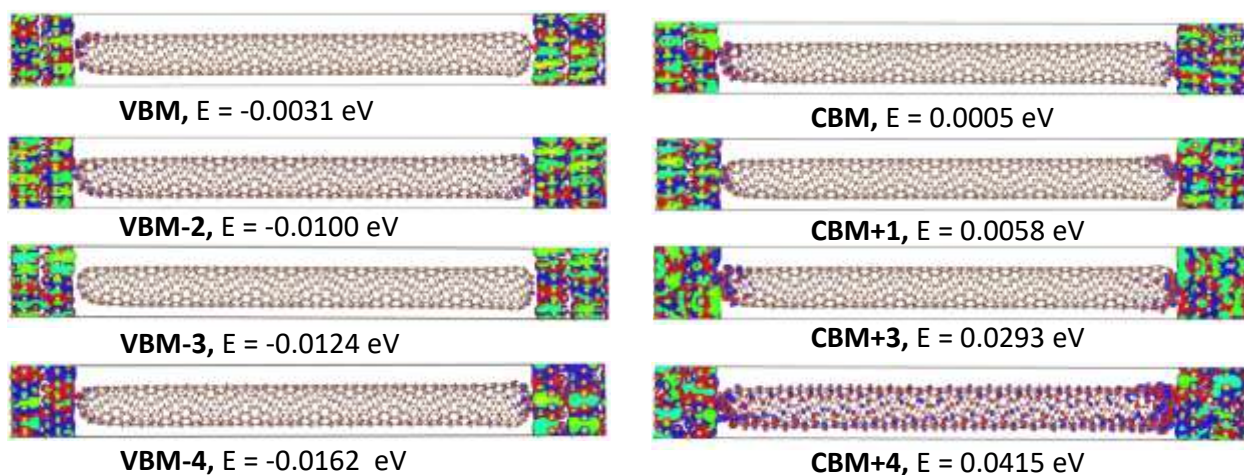 VBM, E = -0.0031 eV
CBM, E = 0.0005 eV
VBM-2, E = -0.0100 eV
CBM+1, E = 0.0058 eV
VBM-3, E = -0.0124 eV
CBM+3, E = 0.0293 eV
VBM-4, E = -0.0162 eV
CBM+4, E = 0.0415 eV